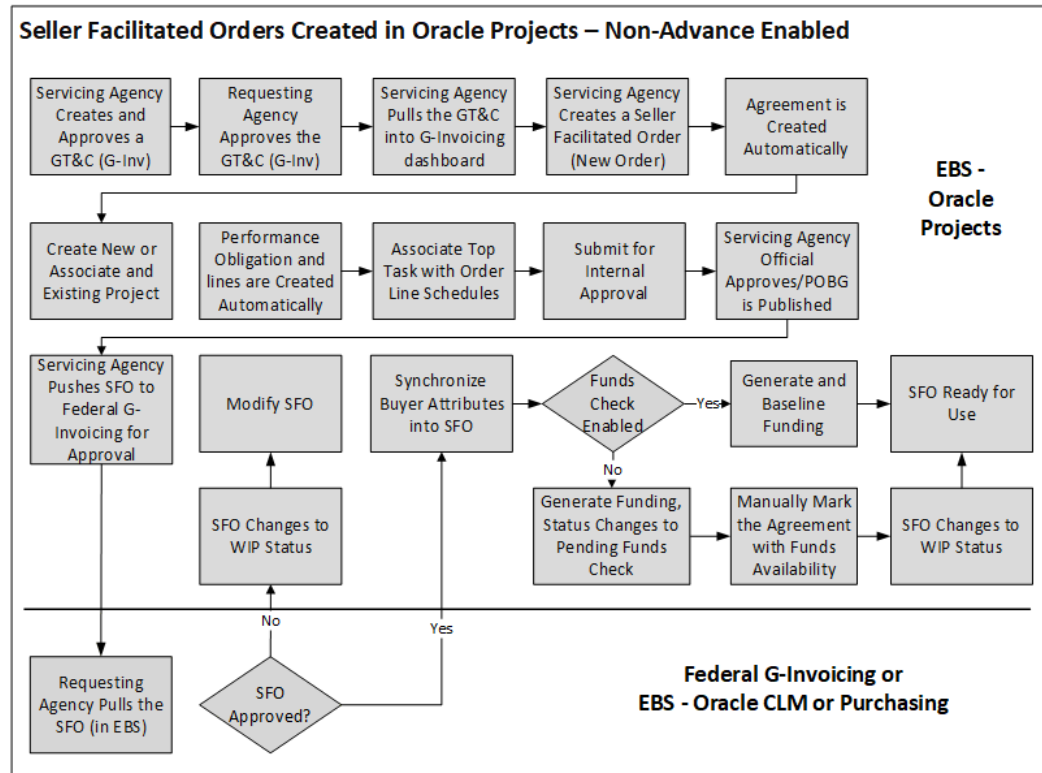 Seller Facilitated Orders Created in Oracle Projects – Non-Advance Enabled
Servicing Agency
Creates and
Approves a
GT&C (G-Inv)
Requesting
Agency
Approves the
GT&C (G-Inv)
Servicing Agency
Pulls the GT&C
into G-Invoicing
dashboard
Servicing Agency
Creates a Seller
Facilitated Order
(New Order)
Agreement is
Created
Automatically
EBS -
Oracle
Projects
Create New or
Associate and
Existing Project
Performance
Obligation and
lines are Created
Automatically
Associate Top
Task with Order
Line Schedules
Submit for
Internal
Approval
Servicing Agency
Official
Approves/POBG
is Published
Servicing Agency
Pushes SFO to
Federal G-
Invoicing for
Approval
Modify SFO
Synchronize
Buyer Attributes
into SFO
Funds
Check
Enabled
Yes
Generate and
Baseline
Funding
SFO Ready for
Use
No
SFO Changes to
WIP Status
Generate Funding,
Status Changes to
Pending Funds
Check
Manually Mark
the Agreement
with Funds
Availability
SFO Changes to
WIP Status
No
Yes
Requesting
Agency Pulls the
SFO (in EBS)
SFO
Approved?
Federal G-Invoicing or
EBS - Oracle CLM or Purchasing